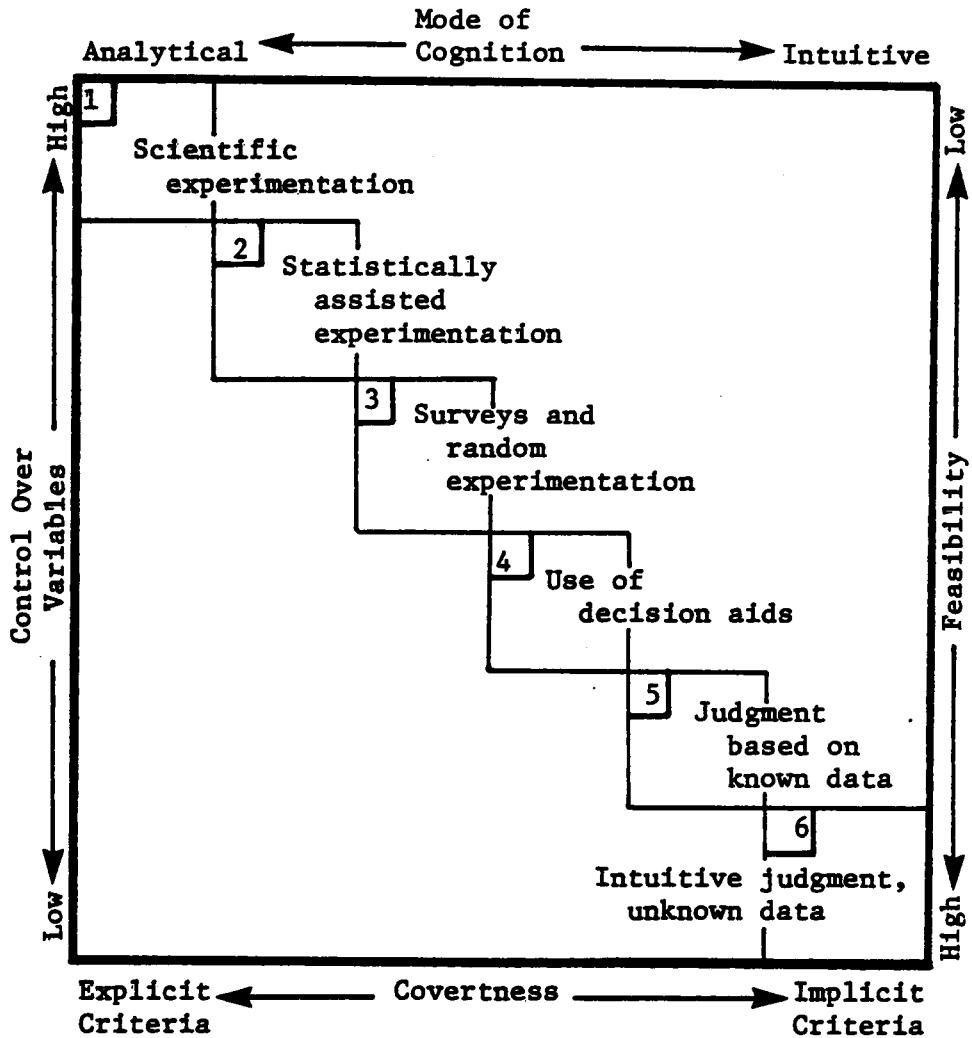 Mode of
Cognition
Analytical
Intuitive
High
Low
1
Scientific
experimentation
2
Statistically
assisted
experimentation
3
Surveys and
random
experimentation
Control Over
Variables
Feasibility
4
Use of
decision aids
5
Judgment
based on
known data
6
Intuitive judgment,
unknown data
Low
High
Explicit
Criteria
Covertness
Implicit
Criteria